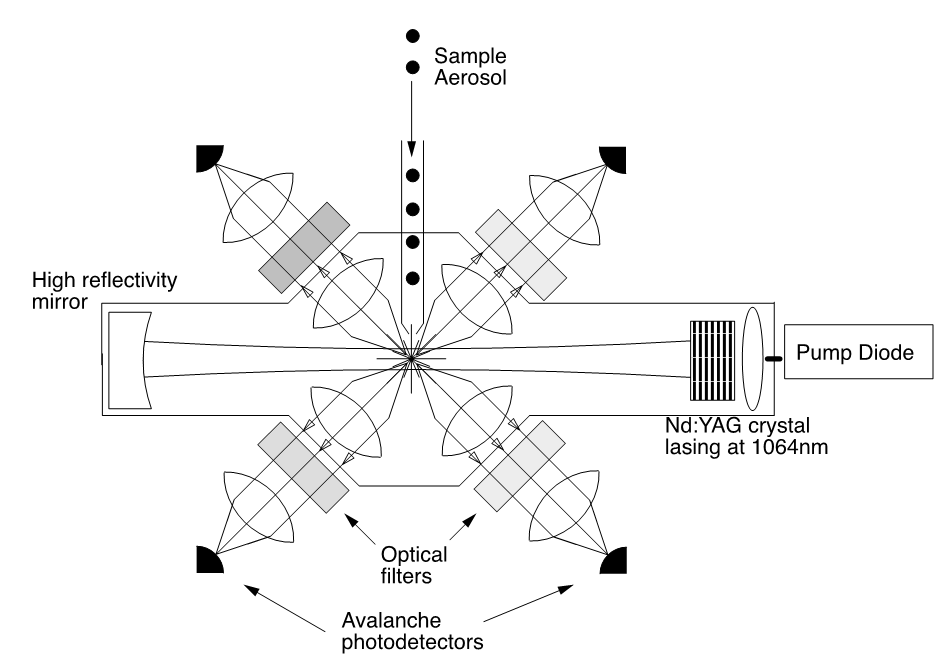 Sample
Aerosol
High reflectivity
mirror
Pump Diode
Nd:YAG crystal
lasing at 1064nm
Optical
filters
Avalanche
photodetectors